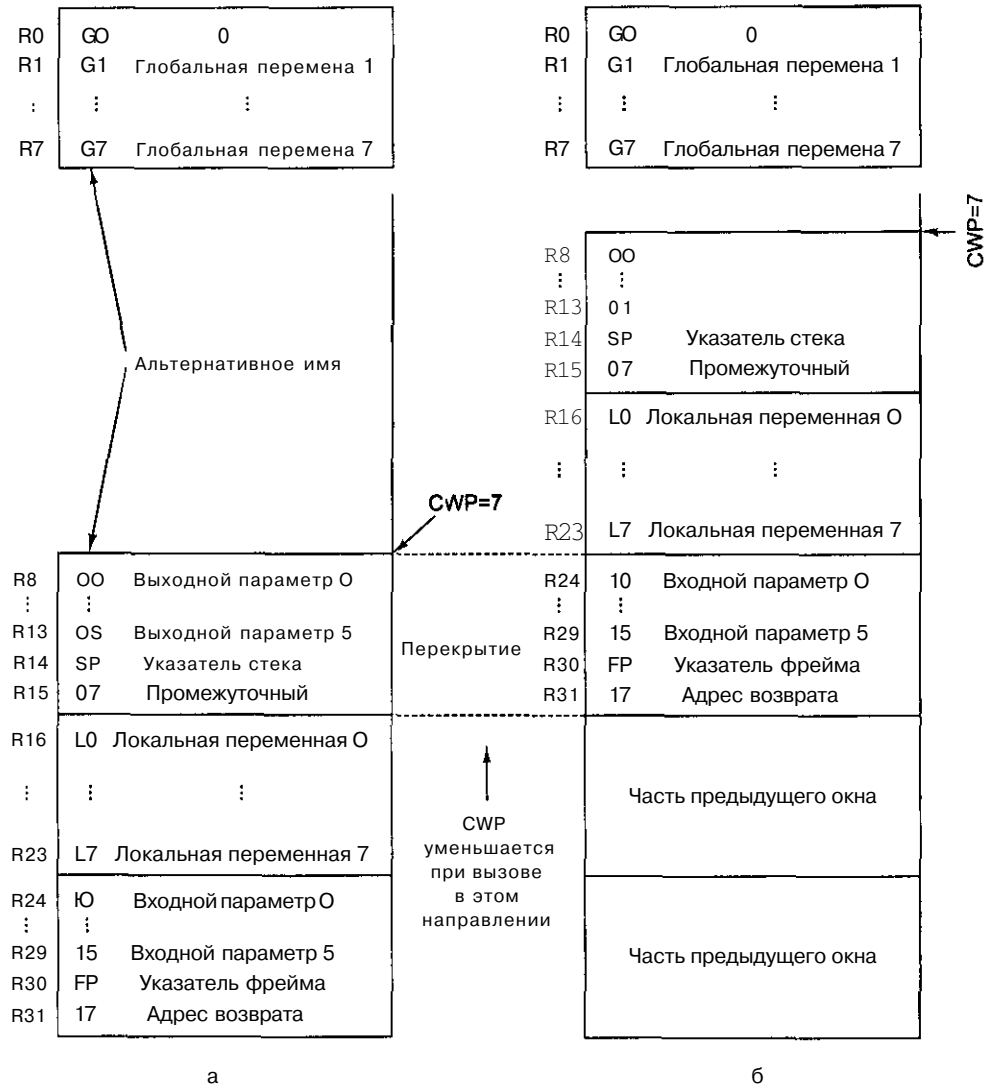 R0 GO 0
R1 G1 Глобальная перемена 1
R7 G7 Глобальная перемена 7
Альтернативное имя
CWP=7
R8 OO Выходной параметр О
R13 OS Выходной параметр 5
R14 SP Указатель стека
R15 07 Промежуточный
R16 L0 Локальная переменная О
R23 L7 Локальная переменная 7
R24 Ю Входной параметр О
R29 15 Входной параметр 5
R30 FP Указатель фрейма
R31 17 Адрес возврата
а
Перекрытие
CWP
уменьшается
при вызове
в этом
направлении
R0 GO 0
R1 G1 Глобальная перемена 1
R7 G7 Глобальная перемена 7
CWP=7
R8 OO
R13 01
R14 SP Указатель стека
R15 07 Промежуточный
R16 L0 Локальная переменная О
R23 L7 Локальная переменная 7
R24 10 Входной параметр О
R29 15 Входной параметр 5
R30 FP Указатель фрейма
R31 17 Адрес возврата
Часть предыдущего окна
Часть предыдущего окна
б